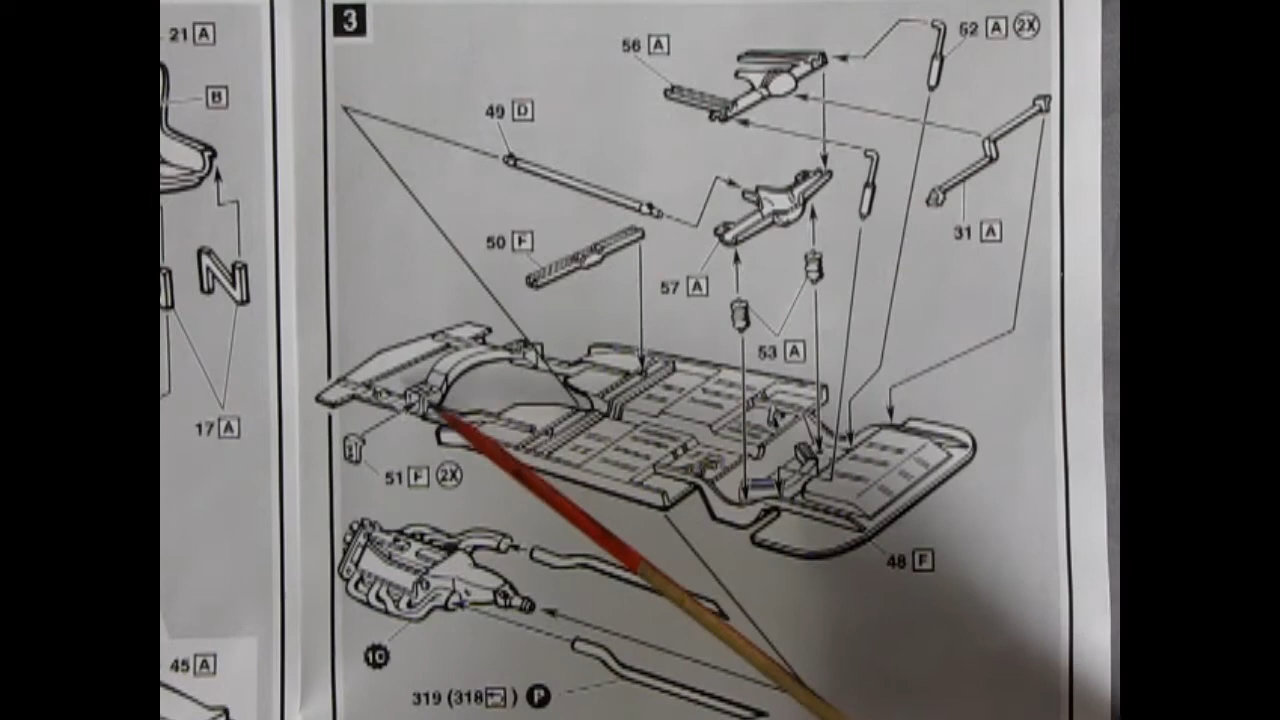 21 A
B
17 A
45 A
3
56 A
52 A 2X
49 D
50 F
31 A
57 A
53 A
51 F 2X
48 F
10
319 (318 ) P